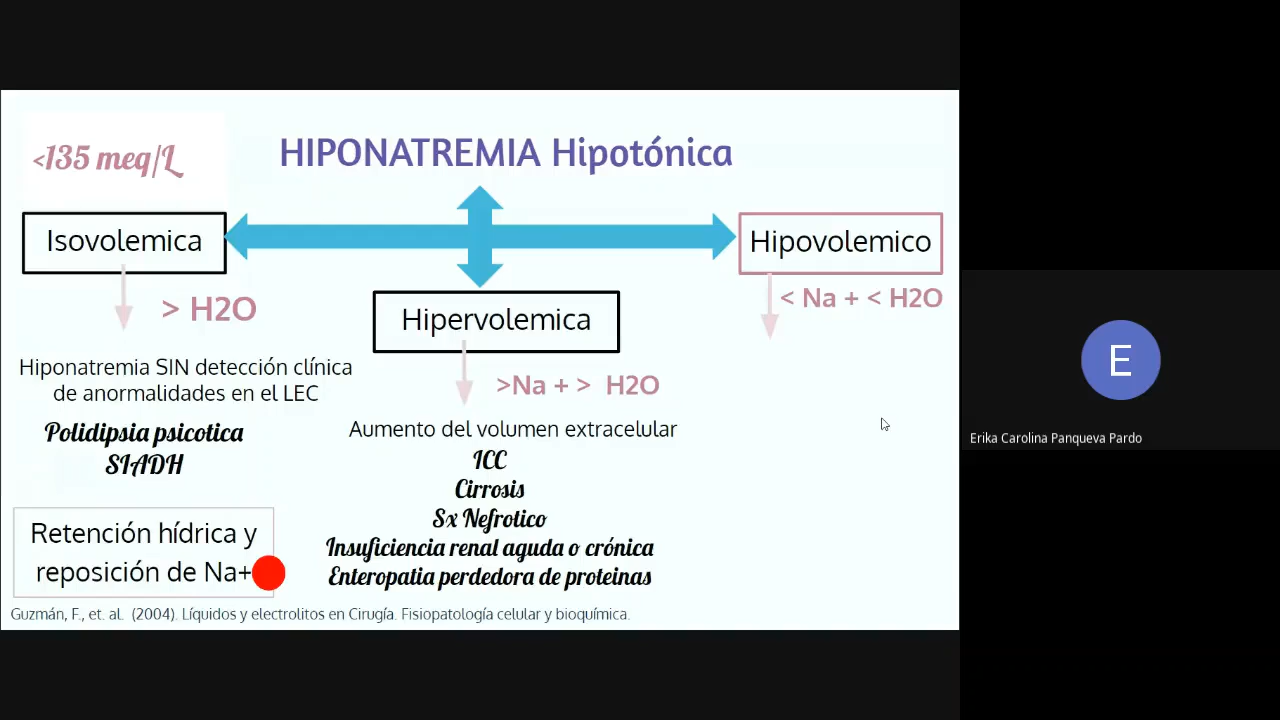 <135 meq/L
HIPONATREMIA Hipotónica
Isovolemica
> H2O
Hiponatremia SIN detección clínica
de anormalidades en el LEC
Polidipsia psicotica
SIADH
Retención hídrica y
reposición de Na+
Hipervolemica
>Na + > H2O
Aumento del volumen extracelular
ICC
Cirrosis
Sx Nefrotico
Insuficiencia renal aguda o crónica
Enteropatia perdedora de proteinas
Hipovolemico
< Na + < H2O
Guzmán, F., et. al. (2004). Líquidos y electrolitos en Cirugía. Fisiopatología celular y bioquímica.
E
Erika Carolina Panqueva Pardo